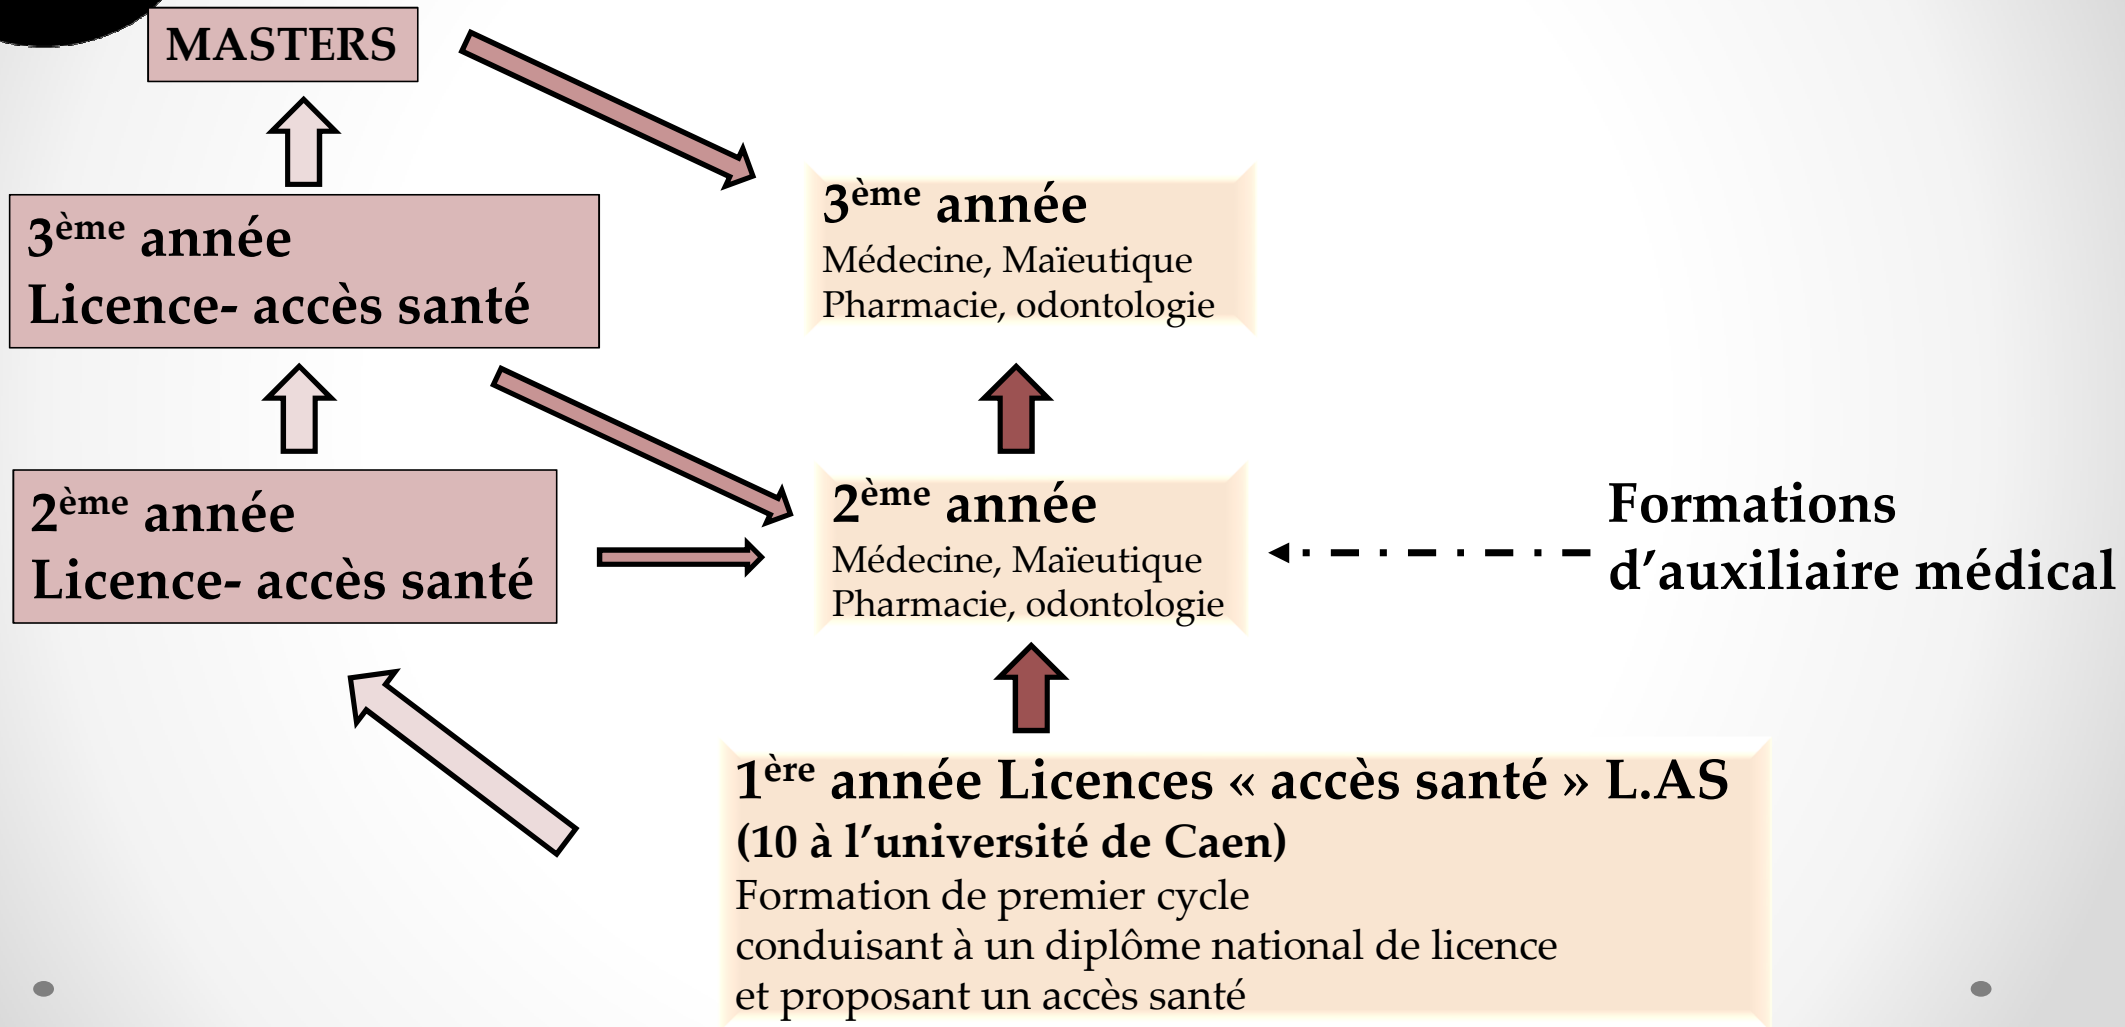 MASTERS
3ème année
Licence- accès santé
3ème année
Médecine, Maïeutique
Pharmacie, odontologie
2ème année
Licence- accès santé
2ème année
Médecine, Maïeutique
Pharmacie, odontologie
Formations
d’auxiliaire médical
1ère année Licences « accès santé » L.AS
(10 à l’université de Caen)
Formation de premier cycle
conduisant à un diplôme national de licence
et proposant un accès santé